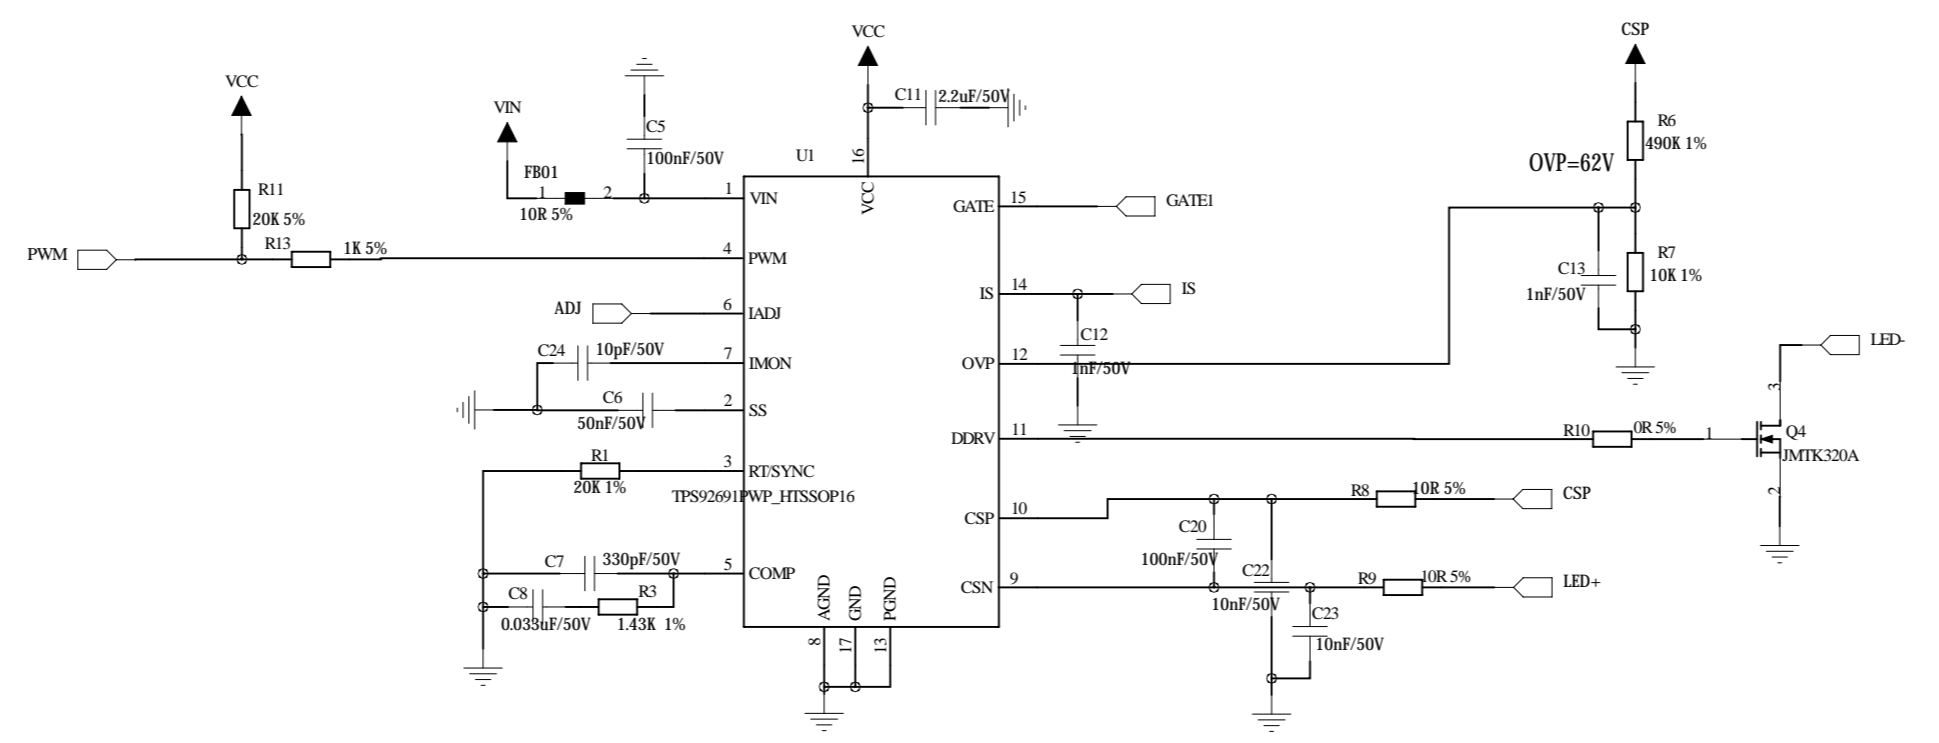 VCC
CSP
VCC
VIN
C11
2.2uF/50V
C5
100nF/50V
R6
490K 1%
OVP=62V
U1
16
VCC
FB01
1
2
10R 5%
1
VIN
R11
20K 5%
GATE
15
GATE1
PWM
R13
1K 5%
4
PWM
R7
10K 1%
C13
1nF/50V
IS
14
IS
ADJ
6
IADJ
C12
1nF/50V
C24
10pF/50V
7
IMON
OVP
12
LED-
3
C6
50nF/50V
2
SS
DDRV
11
R10
0R 5%
1
Q4
JMTK320A
2
R1
20K 1%
3
RT/SYNC
TPS92691PWP_HTSSOP16
CSP
10
R8
10R 5%
CSP
C20
100nF/50V
C7
330pF/50V
5
COMP
CSN
9
C22
10nF/50V
R9
10R 5%
LED+
C8
0.033uF/50V
R3
1.43K 1%
C23
10nF/50V
AGND
GND
PGND
8
17
13